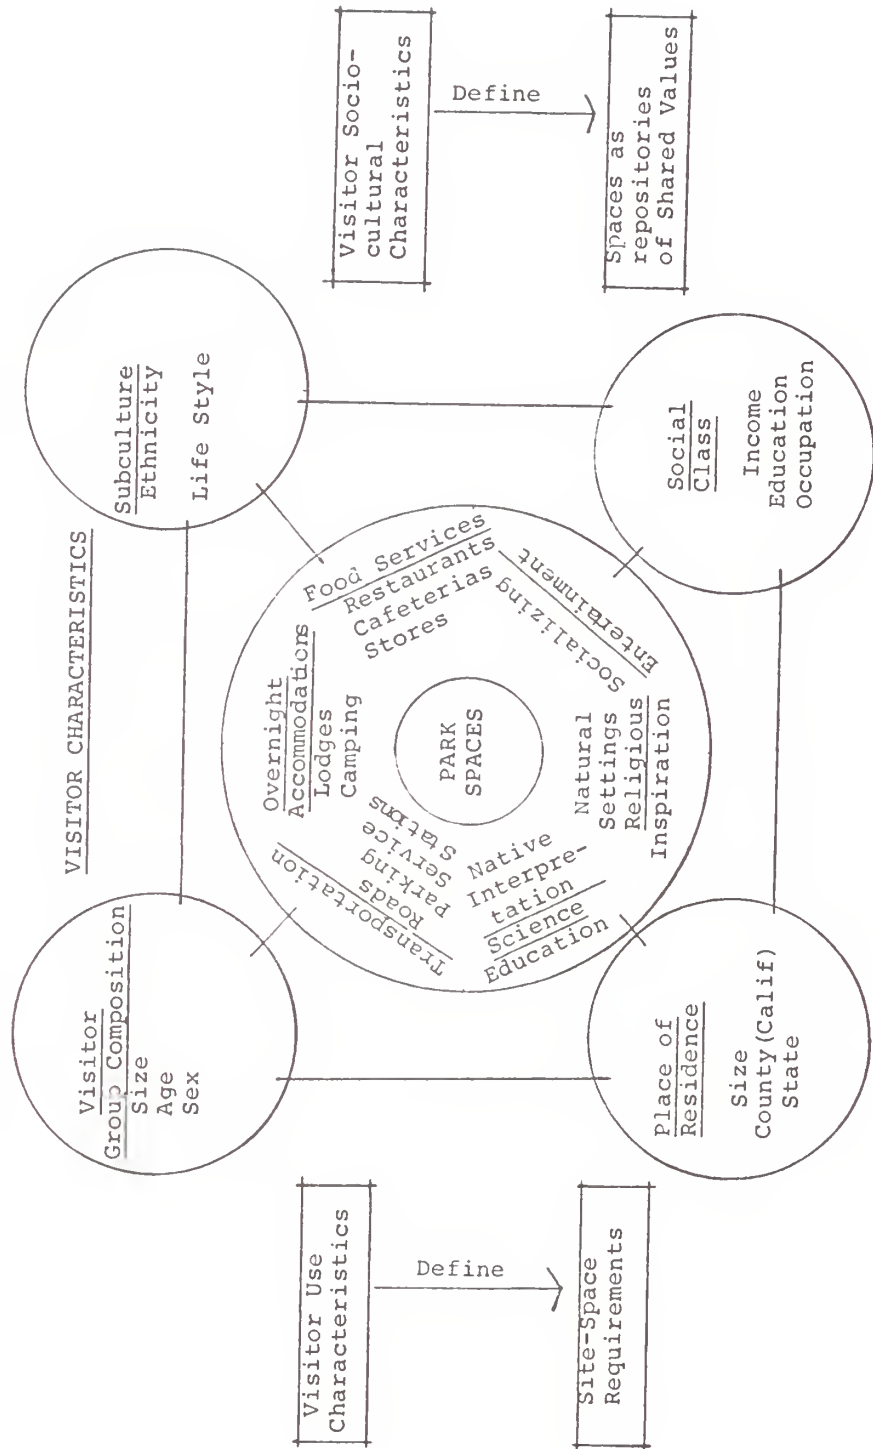 VISITOR CHARACTERISTICS
Visitor
Group Composition
Size
Age
Sex
Subculture
Ethnicity
Life Style
Visitor Use
Characteristics
Define
Site-Space
Requirements
Transportation
Roads
Parking
Service
Stations
Overnight
Accommodations
Lodges
Camping
Food Services
Restaurants
Cafeterias
Stores
PARK
SPACES
Native
Interpre-
tation
Science
Education
Natural
Settings
Religious
Inspiration
Socializing
Entertainment
Visitor Socio-
cultural
Characteristics
Define
Spaces as
repositories
of Shared Values
Place of
Residence
Size
County(Calif)
State
Social
Class
Income
Education
Occupation